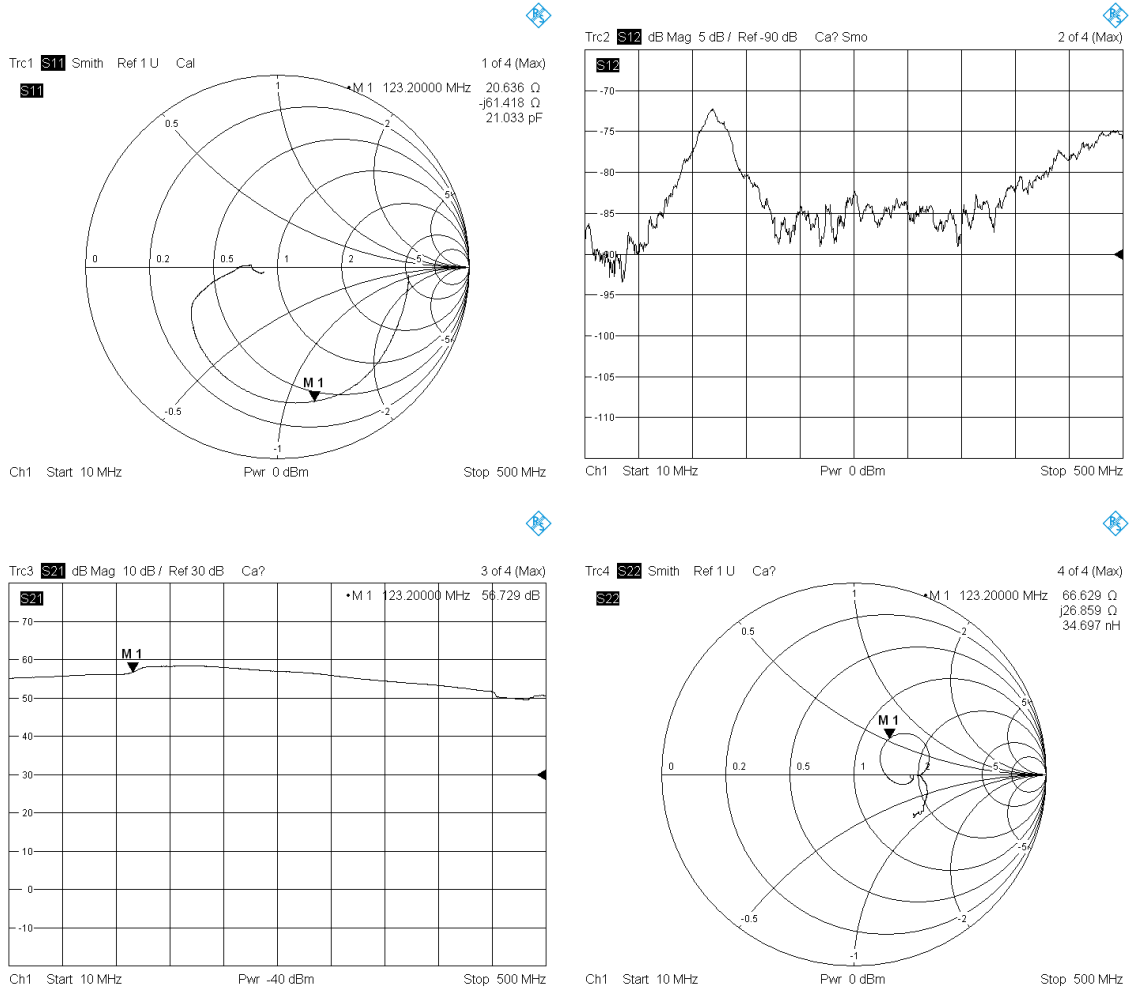 Trc1 S11 Smith Ref 1 U Cal 1 of 4 (Max)
S11
•M 1 123.20000 MHz 20.636 Ω
-j61.418 Ω
21.033 pF
1
0.5
2
5
0 0.2 0.5 1 2 5
-5
M 1
-0.5
-2
-1
Ch1 Start 10 MHz Pwr 0 dBm Stop 500 MHz
Trc2 S12 dB Mag 5 dB / Ref -90 dB Ca? Smo 2 of 4 (Max)
S12
-70
-75
-80
-85
-90
-95
-100
-105
-110
Ch1 Start 10 MHz Pwr 0 dBm Stop 500 MHz
Trc3 S21 dB Mag 10 dB / Ref 30 dB Ca? 3 of 4 (Max)
S21
•M 1 123.20000 MHz 56.729 dB
70
M 1
60
50
40
30
20
10
0
-10
Ch1 Start 10 MHz Pwr -40 dBm Stop 500 MHz
Trc4 S22 Smith Ref 1 U Ca? 4 of 4 (Max)
S22
•M 1 123.20000 MHz 66.629 Ω
j26.859 Ω
34.697 nH
1
0.5
2
5
M 1
0 0.2 0.5 1 2 5
-5
-0.5
-2
-1
Ch1 Start 10 MHz Pwr 0 dBm Stop 500 MHz